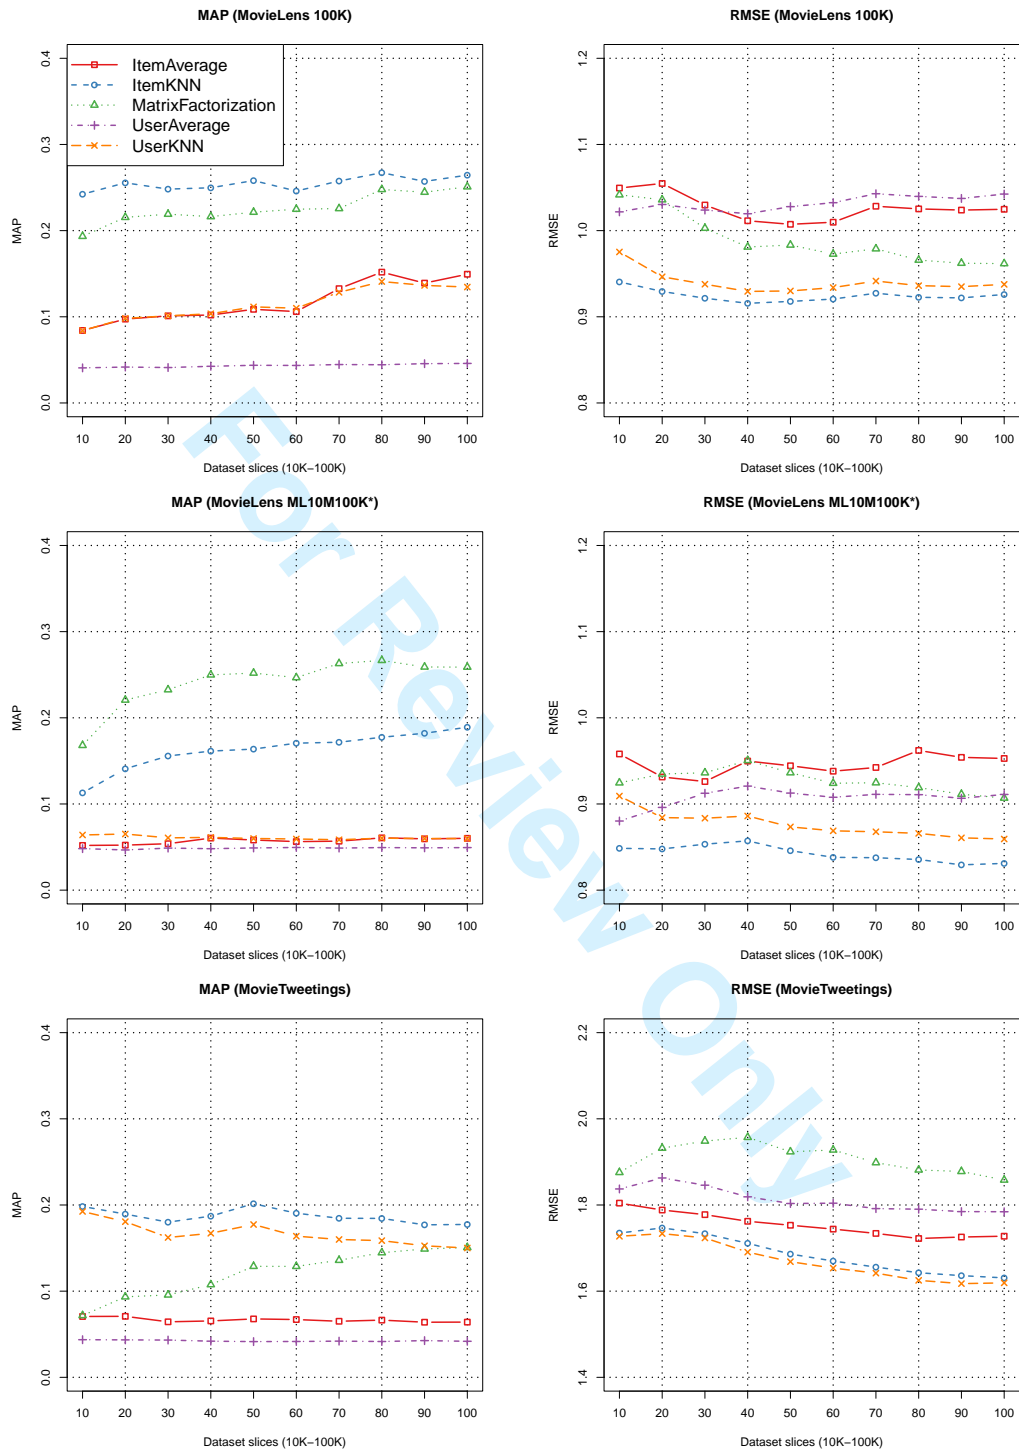 MAP (MovieLens 100K)
MAP
0.0 0.1 0.2 0.3 0.4
ItemAverage
ItemKNN
MatrixFactorization
UserAverage
UserKNN
10 20 30 40 50 60 70 80 90 100
Dataset slices (10K−100K)
RMSE (MovieLens 100K)
RMSE
0.8 0.9 1.0 1.1 1.2
10 20 30 40 50 60 70 80 90 100
Dataset slices (10K−100K)
MAP (MovieLens ML10M100K*)
MAP
0.0 0.1 0.2 0.3 0.4
10 20 30 40 50 60 70 80 90 100
Dataset slices (10K−100K)
RMSE (MovieLens ML10M100K*)
RMSE
0.8 0.9 1.0 1.1 1.2
10 20 30 40 50 60 70 80 90 100
Dataset slices (10K−100K)
MAP (MovieTweetings)
MAP
0.0 0.1 0.2 0.3 0.4
10 20 30 40 50 60 70 80 90 100
Dataset slices (10K−100K)
RMSE (MovieTweetings)
RMSE
1.4 1.6 1.8 2.0 2.2
10 20 30 40 50 60 70 80 90 100
Dataset slices (10K−100K)
For Review Only